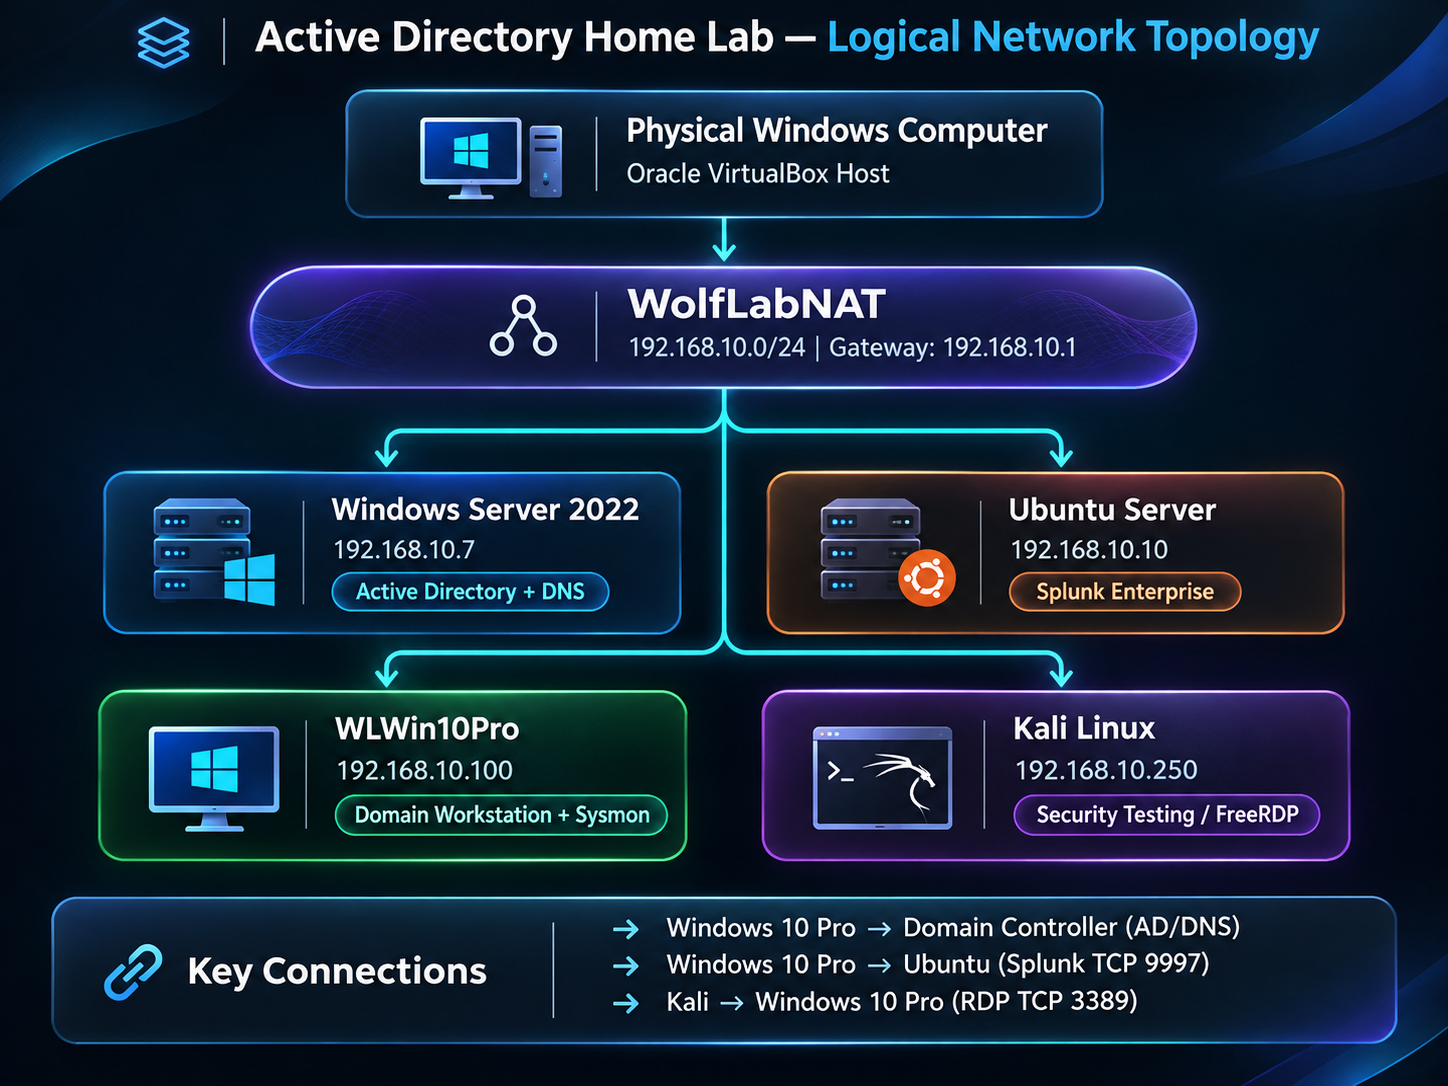 Active Directory Home Lab — Logical Network Topology
Physical Windows Computer
Oracle VirtualBox Host
WolfLabNAT
192.168.10.0/24 | Gateway: 192.168.10.1
Windows Server 2022
192.168.10.7
Active Directory + DNS
Ubuntu Server
192.168.10.10
Splunk Enterprise
WLWin10Pro
192.168.10.100
Domain Workstation + Sysmon
>_
Kali Linux
192.168.10.250
Security Testing / FreeRDP
Key Connections
→ Windows 10 Pro → Domain Controller (AD/DNS)
→ Windows 10 Pro → Ubuntu (Splunk TCP 9997)
→ Kali → Windows 10 Pro (RDP TCP 3389)